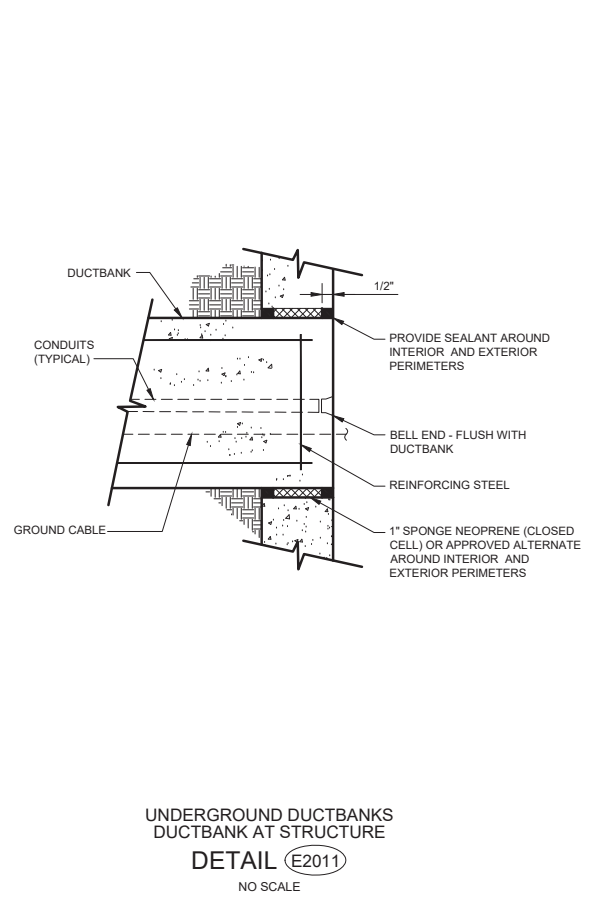 DUCTBANK
1/2"
CONDUITS
(TYPICAL)
PROVIDE SEALANT AROUND
INTERIOR AND EXTERIOR
PERIMETERS
BELL END - FLUSH WITH
DUCTBANK
REINFORCING STEEL
GROUND CABLE
1" SPONGE NEOPRENE (CLOSED
CELL) OR APPROVED ALTERNATE
AROUND INTERIOR AND
EXTERIOR PERIMETERS
UNDERGROUND DUCTBANKS
DUCTBANK AT STRUCTURE
DETAIL E2011
NO SCALE